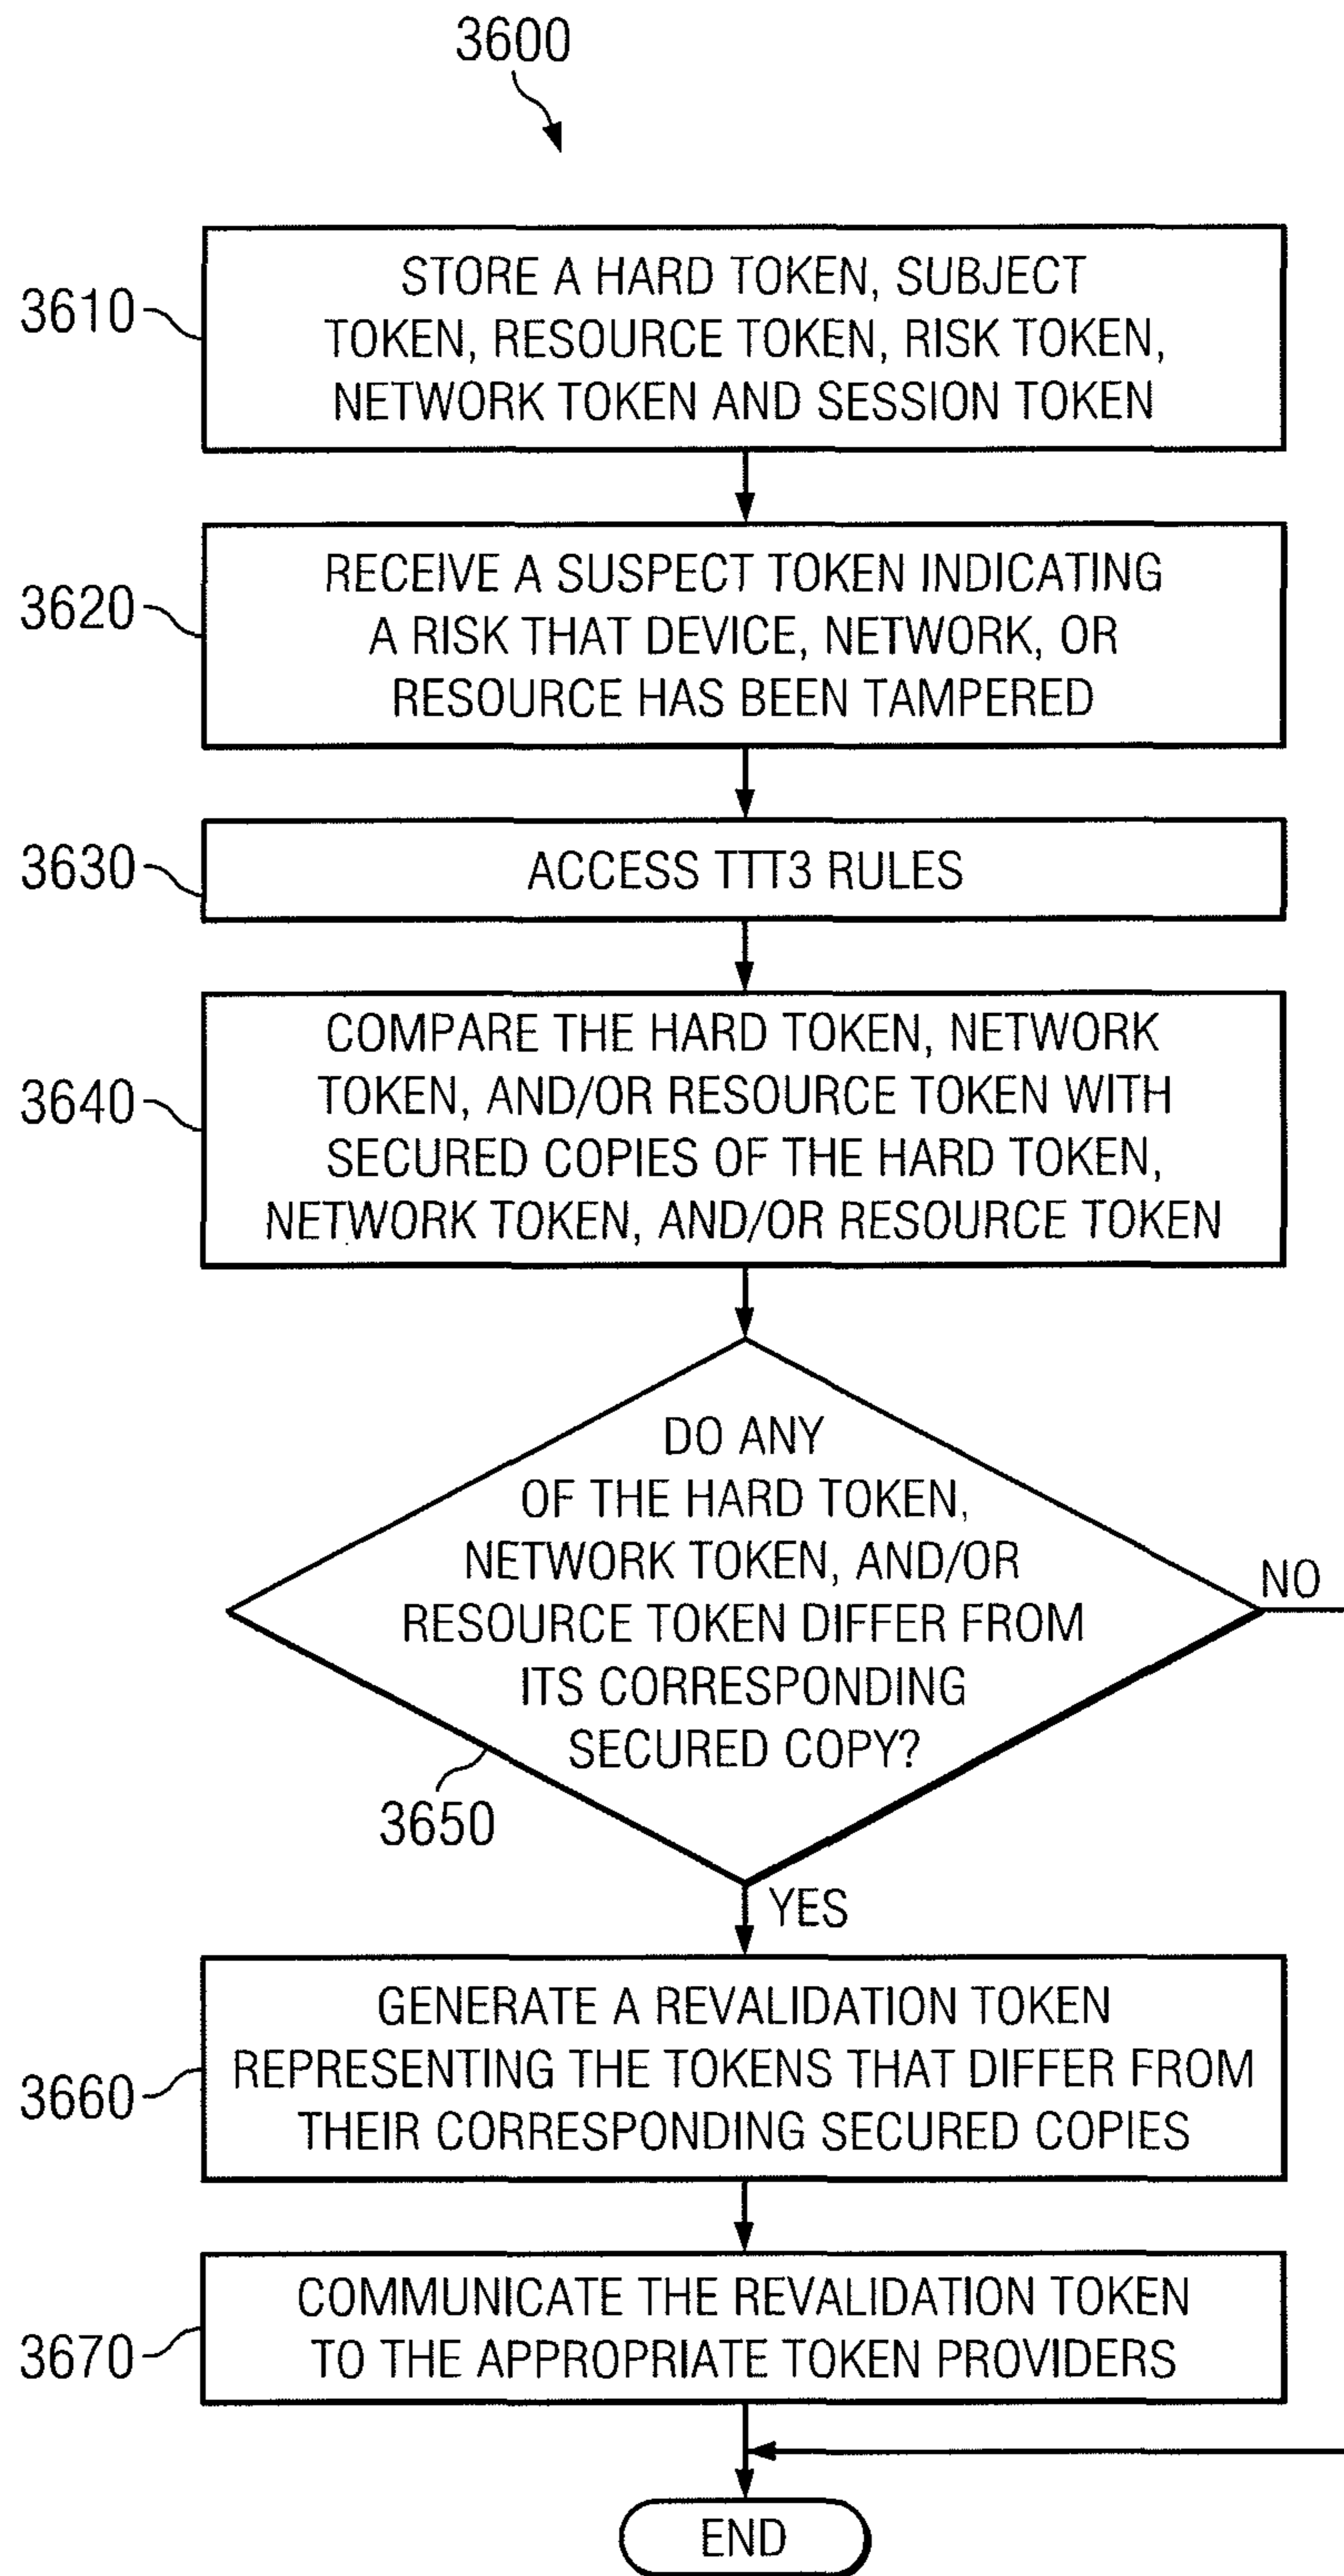 3600
3610
STORE A HARD TOKEN, SUBJECT
TOKEN, RESOURCE TOKEN, RISK TOKEN,
NETWORK TOKEN AND SESSION TOKEN
3620
RECEIVE A SUSPECT TOKEN INDICATING
A RISK THAT DEVICE, NETWORK, OR
RESOURCE HAS BEEN TAMPERED
3630
ACCESS TTT3 RULES
3640
COMPARE THE HARD TOKEN, NETWORK
TOKEN, AND/OR RESOURCE TOKEN WITH
SECURED COPIES OF THE HARD TOKEN,
NETWORK TOKEN, AND/OR RESOURCE TOKEN
DO ANY
OF THE HARD TOKEN,
NETWORK TOKEN, AND/OR
RESOURCE TOKEN DIFFER FROM
ITS CORRESPONDING
SECURED COPY?
NO
3650
YES
3660
GENERATE A REVALIDATION TOKEN
REPRESENTING THE TOKENS THAT DIFFER FROM
THEIR CORRESPONDING SECURED COPIES
3670
COMMUNICATE THE REVALIDATION TOKEN
TO THE APPROPRIATE TOKEN PROVIDERS
END